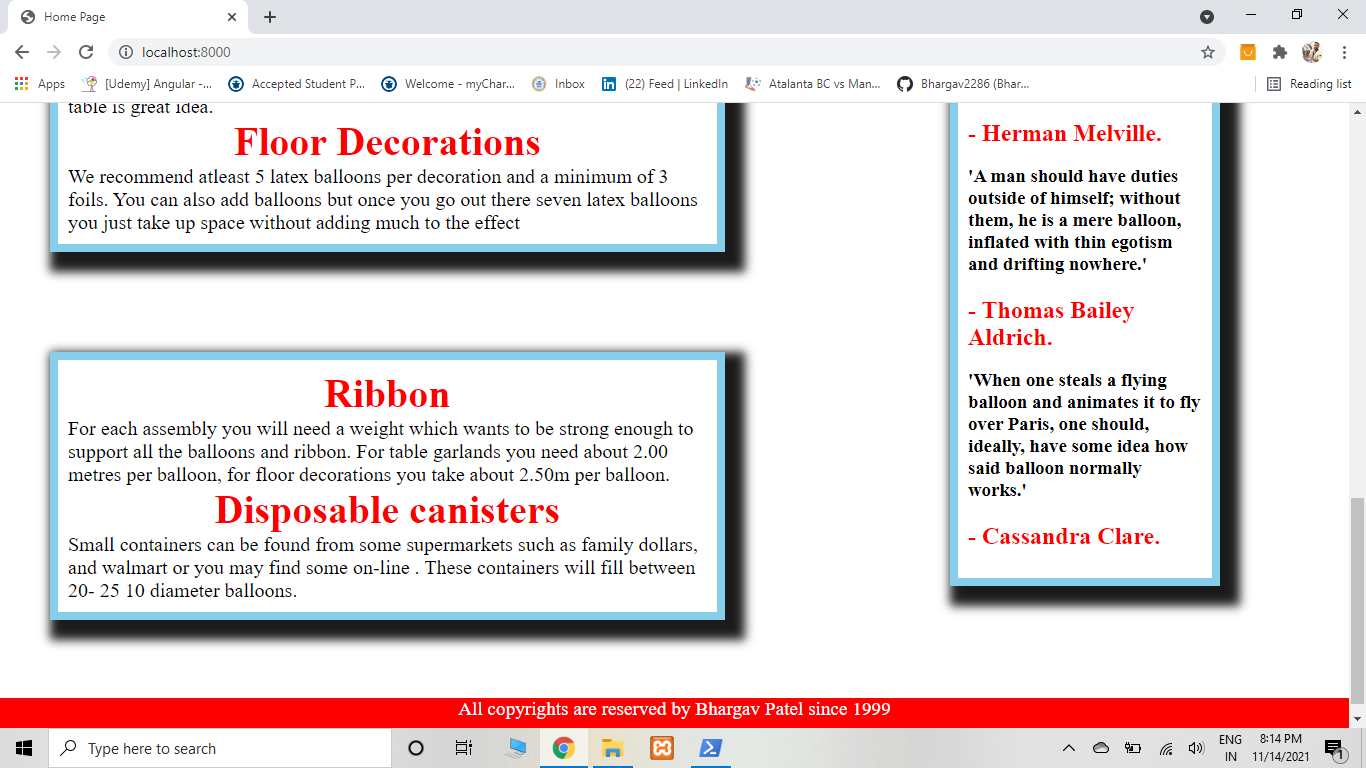 Home Page
localhost:8000
Apps
[Udemy] Angular -...
Accepted Student P...
Welcome - myChar...
Inbox
(22) Feed | LinkedIn
Atalanta BC vs Man...
Bhargav2286 (Bhar...
Reading list
table is great idea.
Floor Decorations
We recommend atleast 5 latex balloons per decoration and a minimum of 3
foils. You can also add balloons but once you go out there seven latex balloons
you just take up space without adding much to the effect
Ribbon
For each assembly you will need a weight which wants to be strong enough to
support all the balloons and ribbon. For table garlands you need about 2.00
metres per balloon, for floor decorations you take about 2.50m per balloon.
Disposable canisters
Small containers can be found from some supermarkets such as family dollars,
and walmart or you may find some on-line . These containers will fill between
20- 25 10 diameter balloons.
- Herman Melville.
'A man should have duties
outside of himself; without
them, he is a mere balloon,
inflated with thin egotism
and drifting nowhere.'
- Thomas Bailey
Aldrich.
'When one steals a flying
balloon and animates it to fly
over Paris, one should,
ideally, have some idea how
said balloon normally
works.'
- Cassandra Clare.
All copyrights are reserved by Bhargav Patel since 1999
Type here to search
ENG
IN
8:14 PM
11/14/2021
1